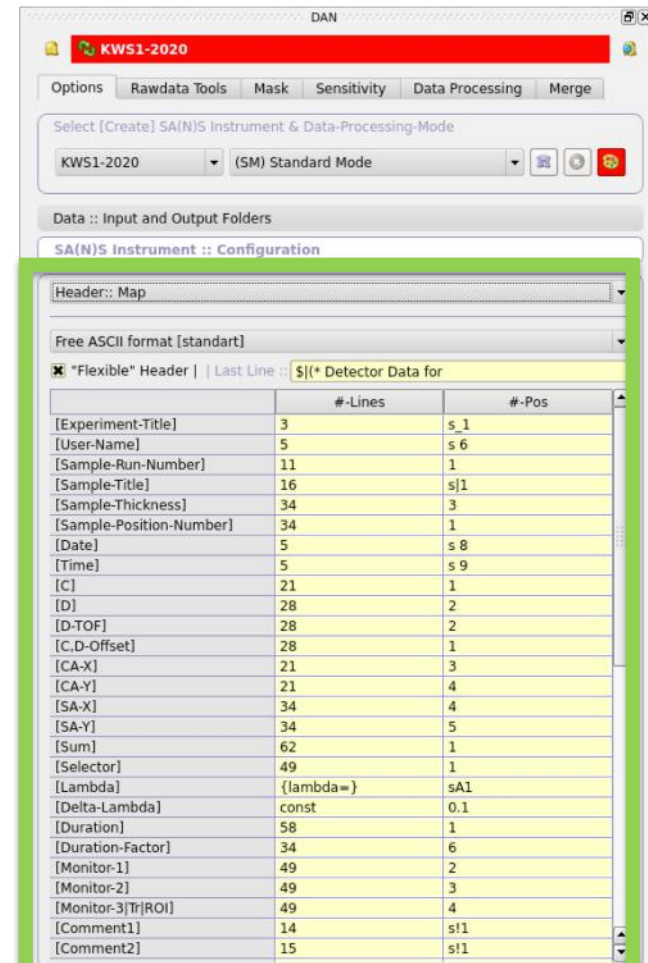 DAN
KWS1-2020
Options Rawdata Tools Mask Sensitivity Data Processing Merge
Select [Create] SA(N)S Instrument & Data-Processing-Mode
KWS1-2020 (SM) Standard Mode
Data :: Input and Output Folders
SA(N)S Instrument :: Configuration
Header:: Map
Free ASCII format [standart]
"Flexible" Header | | Last Line :: $|(* Detector Data for
#-Lines #-Pos
[Experiment-Title] 3 s_1
[User-Name] 5 s 6
[Sample-Run-Number] 11 1
[Sample-Title] 16 s|1
[Sample-Thickness] 34 3
[Sample-Position-Number] 34 1
[Date] 5 s 8
[Time] 5 s 9
[C] 21 1
[D] 28 2
[D-TOF] 28 2
[C,D-Offset] 28 1
[CA-X] 21 3
[CA-Y] 21 4
[SA-X] 34 4
[SA-Y] 34 5
[Sum] 62 1
[Selector] 49 1
[Lambda] {lambda=} sA1
[Delta-Lambda] const 0.1
[Duration] 58 1
[Duration-Factor] 34 6
[Monitor-1] 49 2
[Monitor-2] 49 3
[Monitor-3|Tr|ROI] 49 4
[Comment1] 14 s!1
[Comment2] 15 s!1